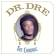 DR. DRE
THE CHRONIC